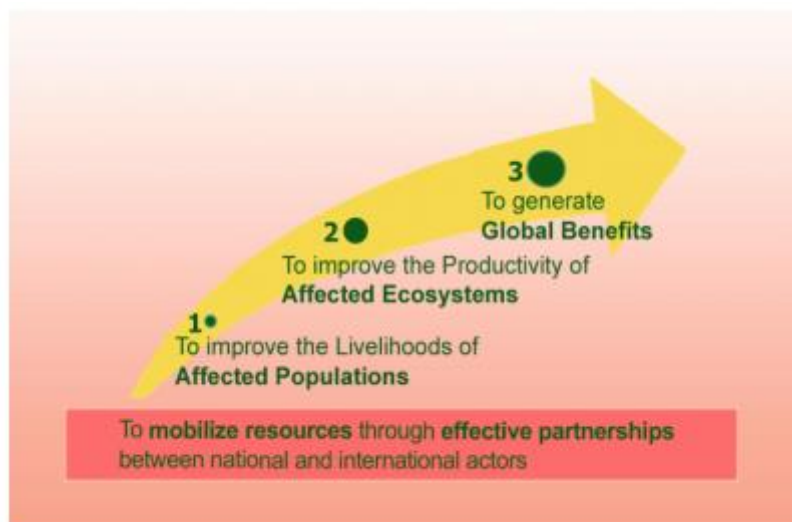 3
To generate
Global Benefits
2
To improve the Productivity of
Affected Ecosystems
1
To improve the Livelihoods of
Affected Populations
To mobilize resources through effective partnerships
between national and international actors